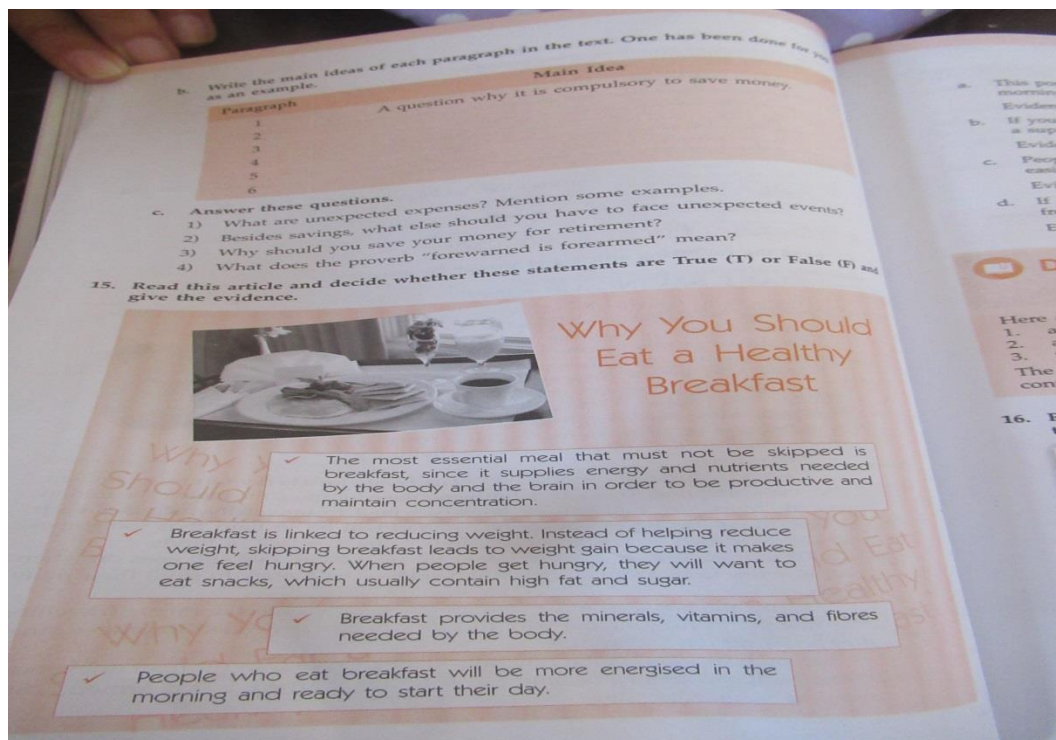 b. Write the main ideas of each paragraph in the text. One has been done for you
as an example.
Paragraph Main Idea
1 A question why it is compulsory to save money.
2
3
4
5
6
c. Answer these questions.
1) What are unexpected expenses? Mention some examples.
2) Besides savings, what else should you have to face unexpected events?
3) Why should you save your money for retirement?
4) What does the proverb "forewarned is forearmed" mean?
15. Read this article and decide whether these statements are True (T) or False (F) and
give the evidence.
Why You Should
Eat a Healthy
Breakfast
✓ The most essential meal that must not be skipped is
breakfast, since it supplies energy and nutrients needed
by the body and the brain in order to be productive and
maintain concentration.
✓ Breakfast is linked to reducing weight. Instead of helping reduce
weight, skipping breakfast leads to weight gain because it makes
one feel hungry. When people get hungry, they will want to
eat snacks, which usually contain high fat and sugar.
✓ Breakfast provides the minerals, vitamins, and fibres
needed by the body.
✓ People who eat breakfast will be more energised in the
morning and ready to start their day.
a. This
b. If you
a
c.
d. If
D
Here
1.
2.
3.
The
16.